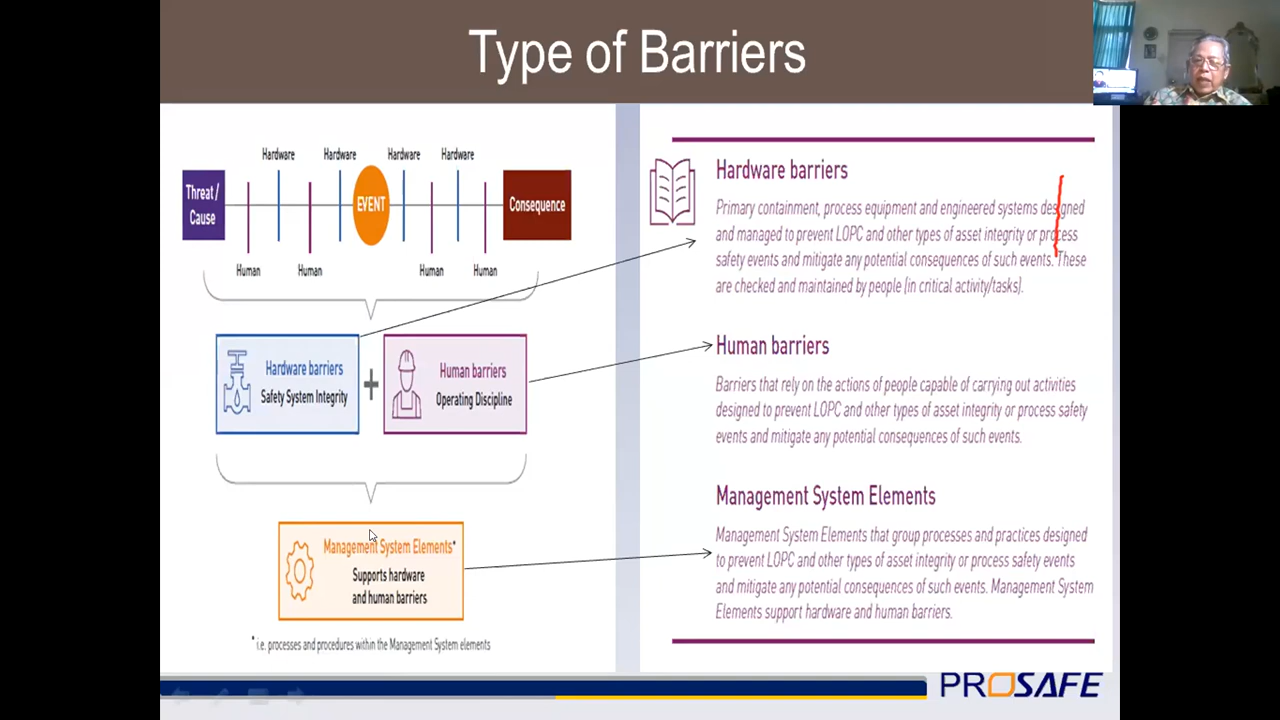 Type of Barriers
Hardware
Hardware
Hardware
Hardware
Threat/
Cause
EVENT
Consequence
Human
Human
Human
Human
Hardware barriers
Safety System Integrity
+
Human barriers
Operating Discipline
Management System Elements*
Supports hardware
and human barriers
* i.e. processes and procedures within the Management System elements
Hardware barriers
Primary containment, process equipment and engineered systems designed
and managed to prevent LOPC and other types of asset integrity or process
safety events and mitigate any potential consequences of such events. These
are checked and maintained by people (in critical activity/tasks).
Human barriers
Barriers that rely on the actions of people capable of carrying out activities
designed to prevent LOPC and other types of asset integrity or process safety
events and mitigate any potential consequences of such events.
Management System Elements
Management System Elements that group processes and practices designed
to prevent LOPC and other types of asset integrity or process safety events
and mitigate any potential consequences of such events. Management System
Elements support hardware and human barriers.
PROSAFE